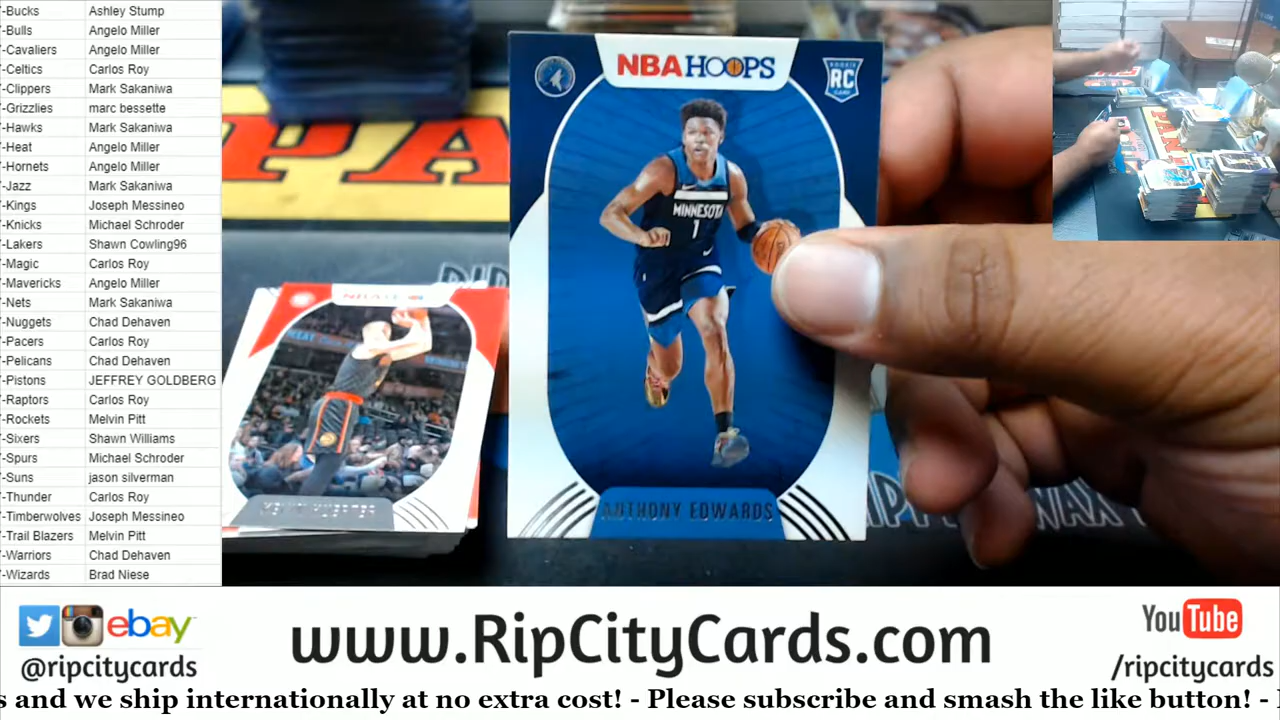 Y-Bucks Ashley Stump
Y-Bulls Angelo Miller
Y-Cavaliers Angelo Miller
Y-Celtics Carlos Roy
Y-Clippers Mark Sakaniwa
Y-Grizzlies marc bessette
Y-Hawks Mark Sakaniwa
Y-Heat Angelo Miller
Y-Hornets Angelo Miller
Y-Jazz Mark Sakaniwa
Y-Kings Joseph Messineo
Y-Knicks Michael Schroder
Y-Lakers Shawn Cowling96
Y-Magic Carlos Roy
Y-Mavericks Angelo Miller
Y-Nets Mark Sakaniwa
Y-Nuggets Chad Dehaven
Y-Pacers Carlos Roy
Y-Pelicans Chad Dehaven
Y-Pistons JEFFREY GOLDBERG
Y-Raptors Carlos Roy
Y-Rockets Melvin Pitt
Y-Sixers Shawn Williams
Y-Spurs Michael Schroder
Y-Suns jason silverman
Y-Thunder Carlos Roy
Y-Timberwolves Joseph Messineo
Y-Trail Blazers Melvin Pitt
Y-Warriors Chad Dehaven
Y-Wizards Brad Niese
NBA HOOPS
ROOKIE
RC
CARD
MINNESOTA
1
ANTHONY EDWARDS
PA
WAX
ebay
@ripcitycards
www.RipCityCards.com
YouTube
/ripcitycards
s and we ship internationally at no extra cost! - Please subscribe and smash the like button! -